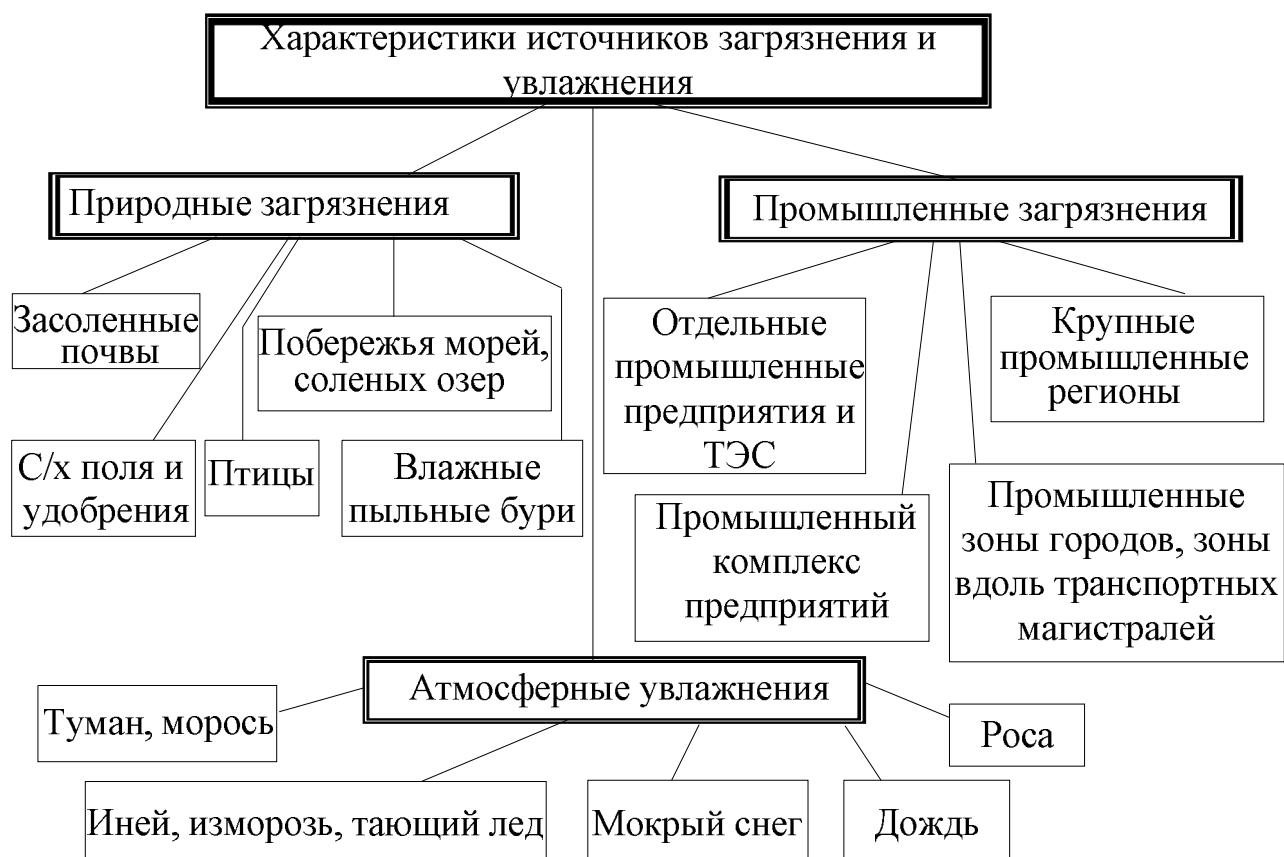 Характеристики источников загрязнения и
увлажнения
Природные загрязнения
Промышленные загрязнения
Засоленные
почвы
Побережья морей,
соленых озер
С/х поля и
удобрения
Птицы
Влажные
пыльные бури
Отдельные
промышленные
предприятия и
ТЭС
Крупные
промышленные
регионы
Промышленный
комплекс
предприятий
Промышленные
зоны городов, зоны
вдоль транспортных
магистралей
Атмосферные увлажнения
Туман, морось
Роса
Иней, изморозь, тающий лед
Мокрый снег
Дождь